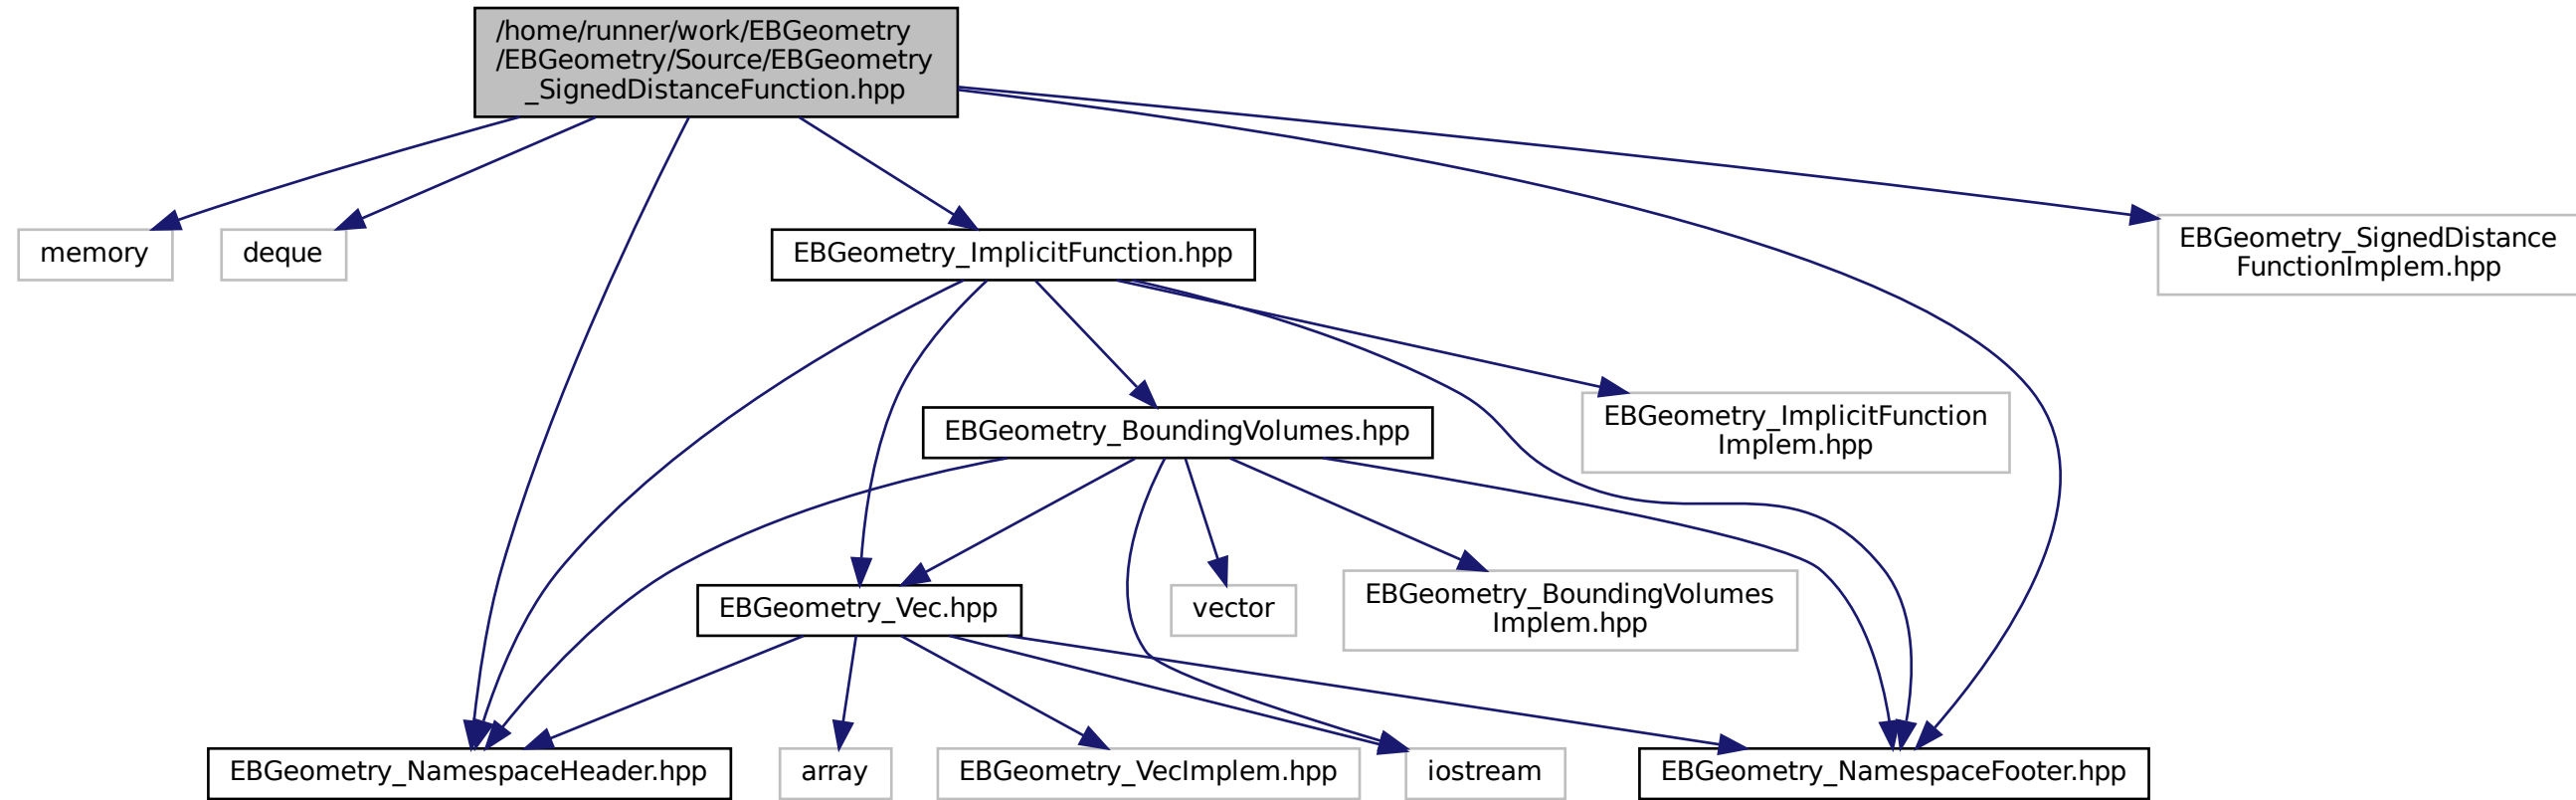 /home/runner/work/EBGeometry
/EBGeometry/Source/EBGeometry
_SignedDistanceFunction.hpp
memory
deque
EBGeometry_ImplicitFunction.hpp
EBGeometry_SignedDistance
FunctionImplem.hpp
EBGeometry_BoundingVolumes.hpp
EBGeometry_ImplicitFunction
Implem.hpp
EBGeometry_Vec.hpp
vector
EBGeometry_BoundingVolumes
Implem.hpp
EBGeometry_NamespaceHeader.hpp
array
EBGeometry_VecImplem.hpp
iostream
EBGeometry_NamespaceFooter.hpp